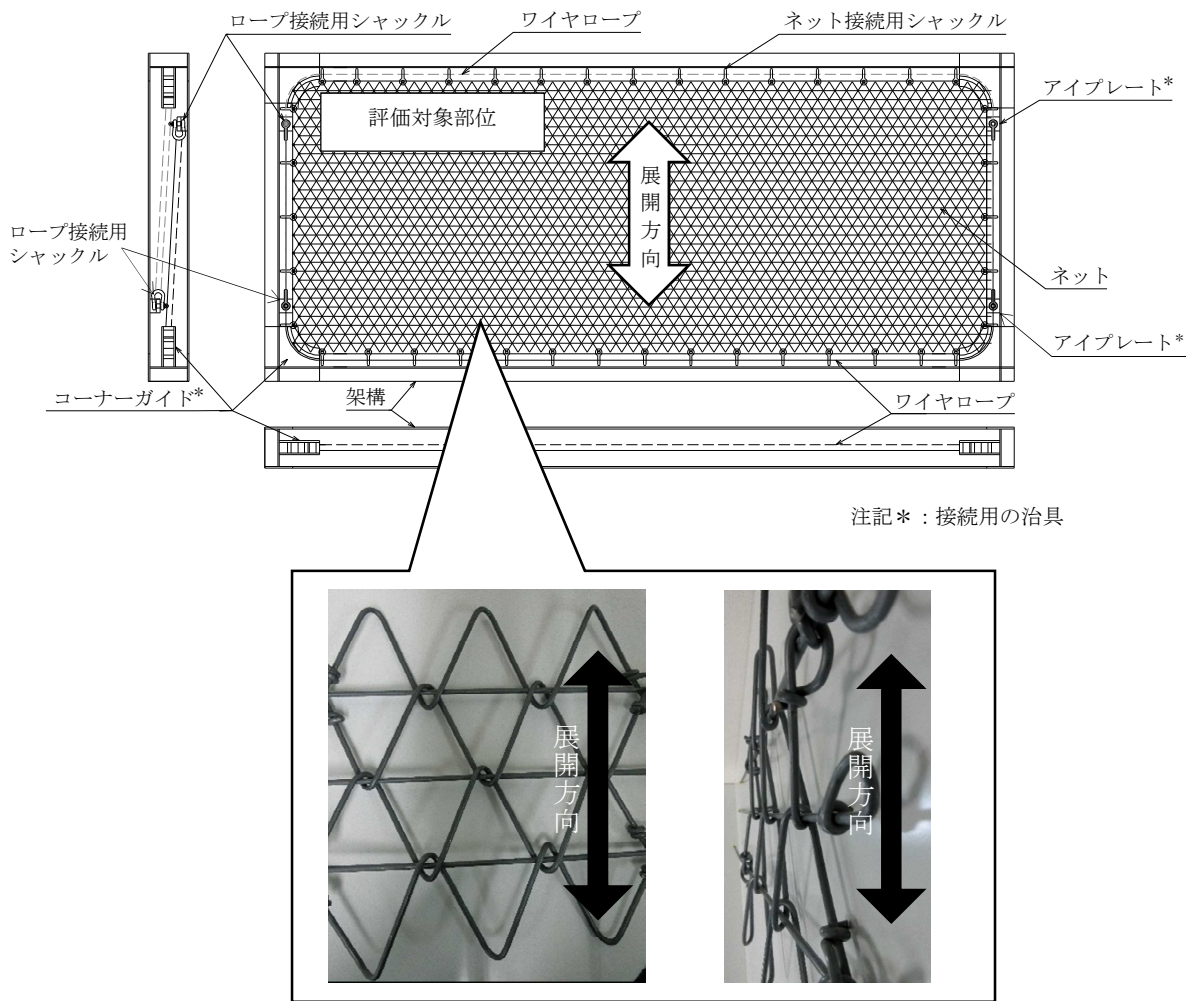 ロープ接続用シャックル
ワイヤロープ
ネット接続用シャックル
アイプレート*
評価対象部位
展開方向
ロープ接続用
シャックル
ネット
アイプレート*
コーナーガイド*
架構
ワイヤロープ
注記*:接続用の治具
展開方向
展開方向